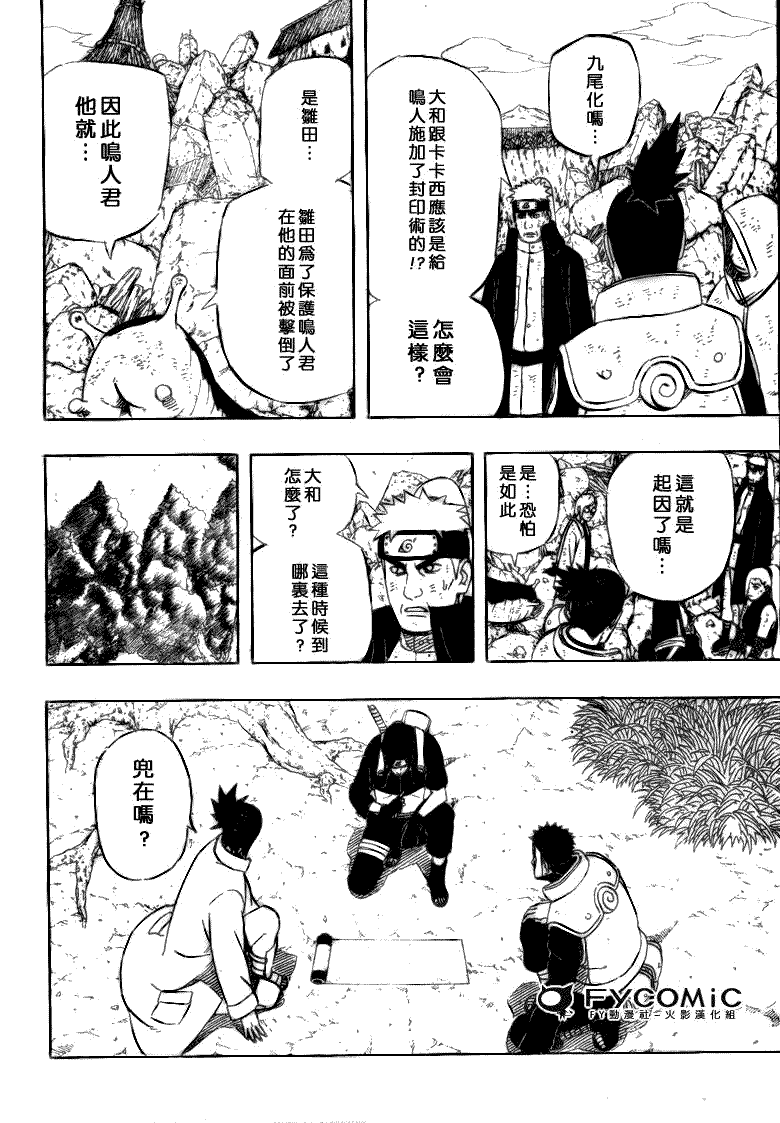 九尾化嗎…
大和跟卡卡西應該是給
鳴人施加了封印術的!?
怎麼會
這樣？
是雛田…
雛田為了保護鳴人君
在他的面前被擊倒了
因此鳴人君
他就…
這就是
起因了嗎…
是…恐怕
是如此
大和
怎麼了？
這種時候到
哪裏去了？
兜在嗎？
FYCOMiC
FY動漫社-火影漢化組